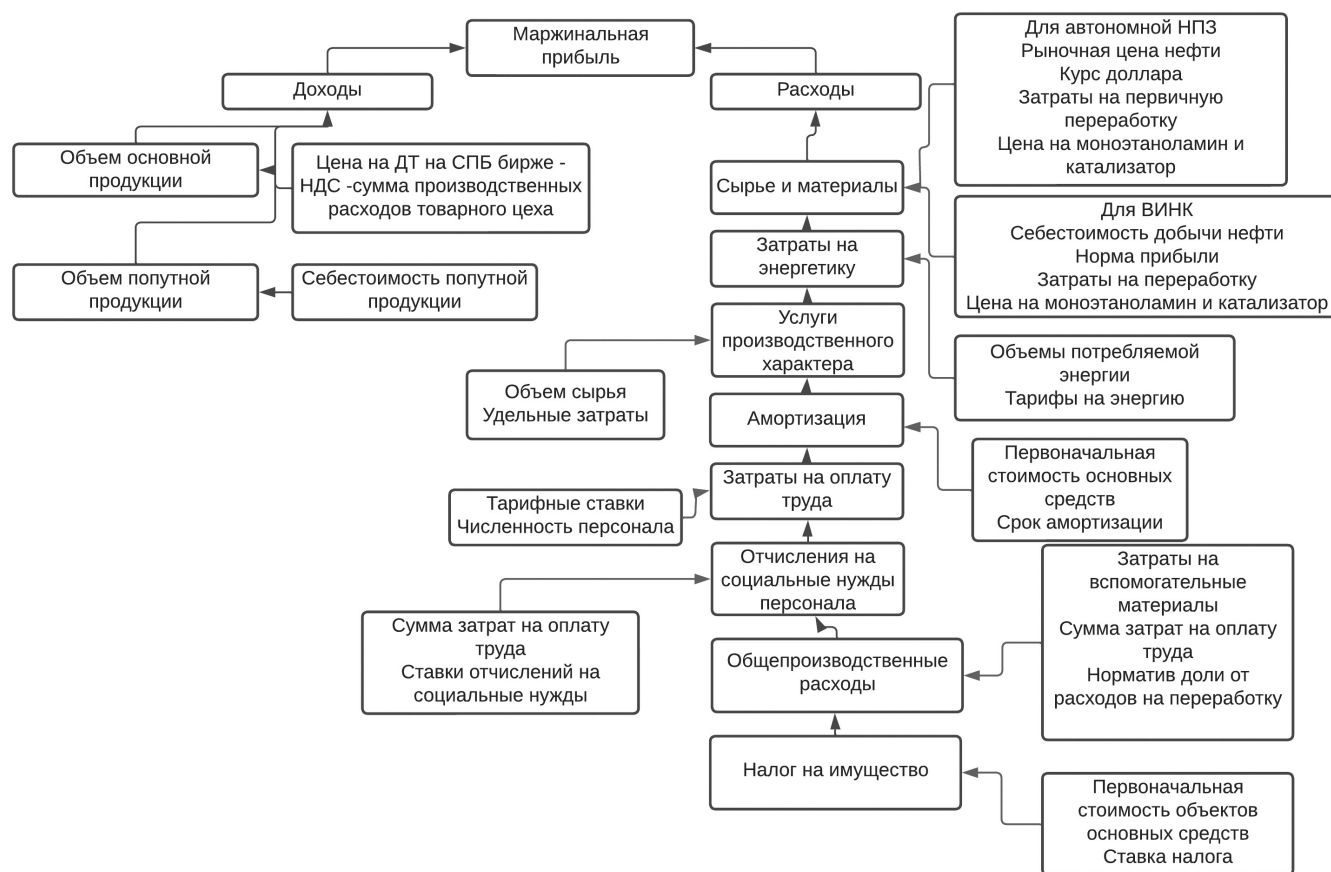 Маржинальная
прибыль
Доходы
Расходы
Для автономной НПЗ
Рыночная цена нефти
Курс доллара
Затраты на первичную
переработку
Цена на моноэтаноламин и
катализатор
Объем основной
продукции
Цена на ДТ на СПБ бирже -
НДС -сумма производственных
расходов товарного цеха
Сырье и материалы
Для ВИНК
Себестоимость добычи нефти
Норма прибыли
Затраты на переработку
Цена на моноэтаноламин и катализатор
Объем попутной
продукции
Себестоимость попутной
продукции
Затраты на
энергетику
Услуги
производственного
характера
Объемы потребляемой
энергии
Тарифы на энергию
Объем сырья
Удельные затраты
Амортизация
Первоначальная
стоимость основных
средств
Срок амортизации
Затраты на оплату
труда
Тарифные ставки
Численность персонала
Отчисления на
социальные нужды
персонала
Затраты на
вспомогательные
материалы
Сумма затрат на оплату
труда
Норматив доли от
расходов на переработку
Сумма затрат на оплату
труда
Ставки отчислений на
социальные нужды
Общепроизводственные
расходы
Налог на имущество
Первоначальная
стоимость объектов
основных средств
Ставка налога